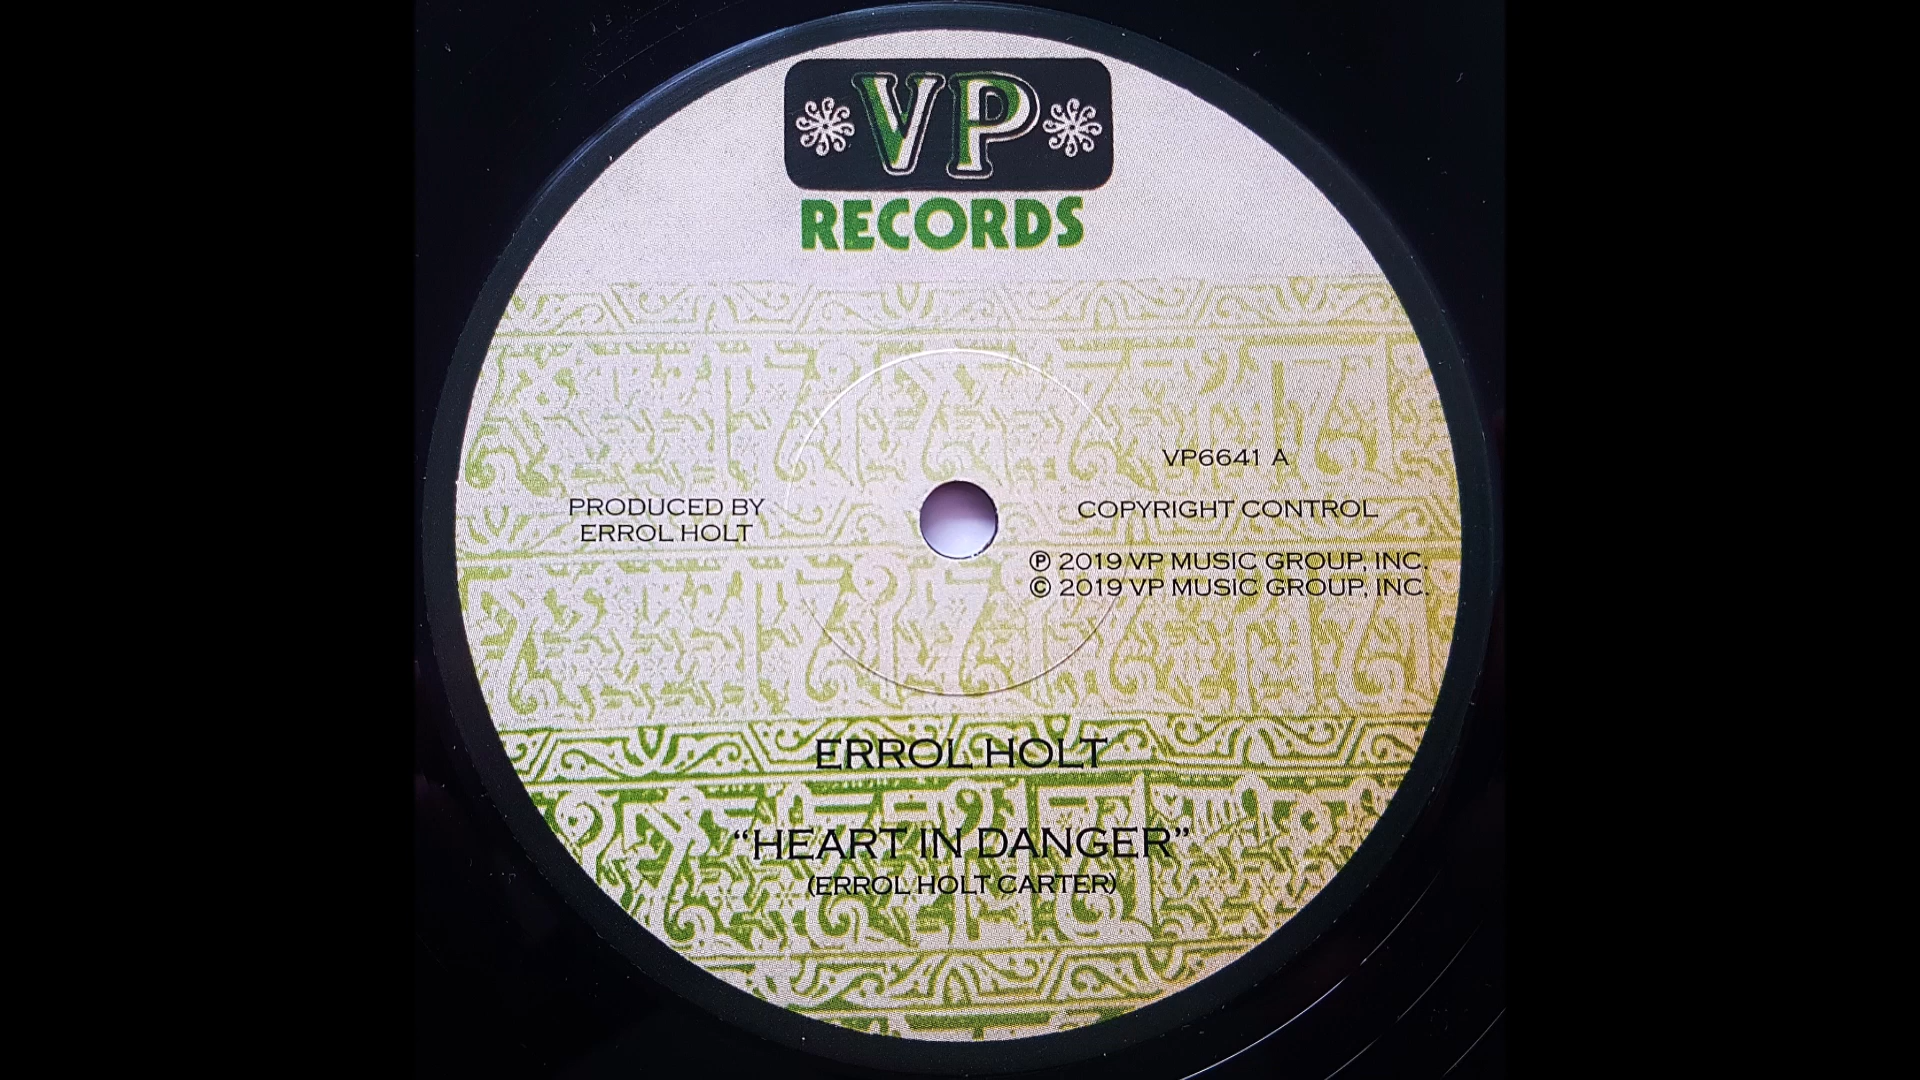 VP
RECORDS
VP6641 A
PRODUCED BY
ERROL HOLT
COPYRIGHT CONTROL
℗ 2019 VP MUSIC GROUP, INC.
© 2019 VP MUSIC GROUP, INC.
ERROL HOLT
“HEART IN DANGER”
(ERROL HOLT CARTER)